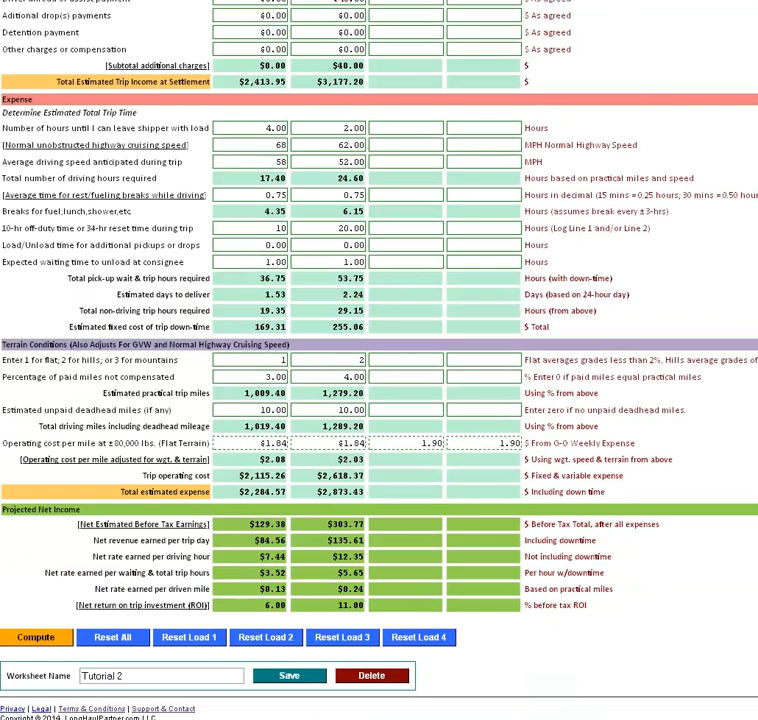 Aditional drop(s) payments $0.00 $0.00 $ As agreed
Detention payment $0.00 $0.00 $ As agreed
Other charges or compensation $0.00 $0.00 $ As agreed
[Subtotal additional charges] $0.00 $40.00 $
Total Estimated Trip Income at Settlement $2,413.95 $3,177.20 $
Expense
Determine Estimated Total Trip Time
Number of hours until I can leave shipper with load 4.00 2.00 Hours
[Normal unobstructed highway cruising speed] 68 62.00 MPH Normal Highway Speed
Average driving speed anticipated during trip 58 52.00 MPH
Total number of driving hours required 17.40 24.60 Hours based on practical miles and speed
[Average time for rest/fueling breaks while driving] 0.75 0.75 Hours in decimal (15 mins = 0.25 hours; 30 mins = 0.50 hour
Breaks for fuel,lunch,shower,etc 4.35 6.15 Hours (assumes break every ± 3-hrs)
10-hr off-duty time or 34-hr reset time during trip 10 20.00 Hours (Log Line 1 and/or Line 2)
Load/Unload time for additional pickups or drops 0.00 0.00 Hours
Expected waiting time to unload at consignee 1.00 1.00 Hours
Total pick-up wait & trip hours required 36.75 53.75 Hours (with down-time)
Estimated days to deliver 1.53 2.24 Days (based on 24-hour day)
Total non-driving trip hours required 19.35 29.15 Hours (from above)
Estimated fixed cost of trip down-time 169.31 255.06 $ Total
Terrain Conditions (Also Adjusts For GVW and Normal Highway Cruising Speed)
Enter 1 for flat; 2 for hills; or 3 for mountains 1 2 Flat averages grades less than 2%, Hills average grades of
Percentage of paid miles not compensated 3.00 4.00 % Enter 0 if paid miles equal practical miles
Estimated practical trip miles 1,009.40 1,279.20 Using % from above
Estimated unpaid deadhead miles (if any) 10.00 10.00 Enter zero if no unpaid deadhead miles.
Total driving miles including deadhead mileage 1,019.40 1,289.20 Using % from above
Operating cost per mile at ±80,000 lbs. (Flat Terrain) $1.84 $1.84 1.90 1.90 $ From O-O Weekly Expense
[Operating cost per mile adjusted for wgt. & terrain] $2.08 $2.03 $ Using wgt. speed & terrain from above
Trip operating cost $2,115.26 $2,618.37 $ Fixed & variable expense
Total estimated expense $2,284.57 $2,873.43 $ Including down time
Projected Net Income
[Net Estimated Before Tax Earnings] $129.38 $303.77 $ Before Tax Total, after all expenses
Net revenue earned per trip day $84.56 $135.61 Including downtime
Net rate earned per driving hour $7.44 $12.35 Not including downtime
Net rate earned per waiting & total trip hours $3.52 $5.65 Per hour w/downtime
Net rate earned per driven mile $0.13 $0.24 Based on practical miles
[Net return on trip investment (ROI)] 6.00 11.00 % before tax ROI
Compute Reset All Reset Load 1 Reset Load 2 Reset Load 3 Reset Load 4
Worksheet Name Tutorial 2 Save Delete
Privacy | Legal | Terms & Conditions | Support & Contact
Copyright © 2014 LongHaulPartner.com LLC